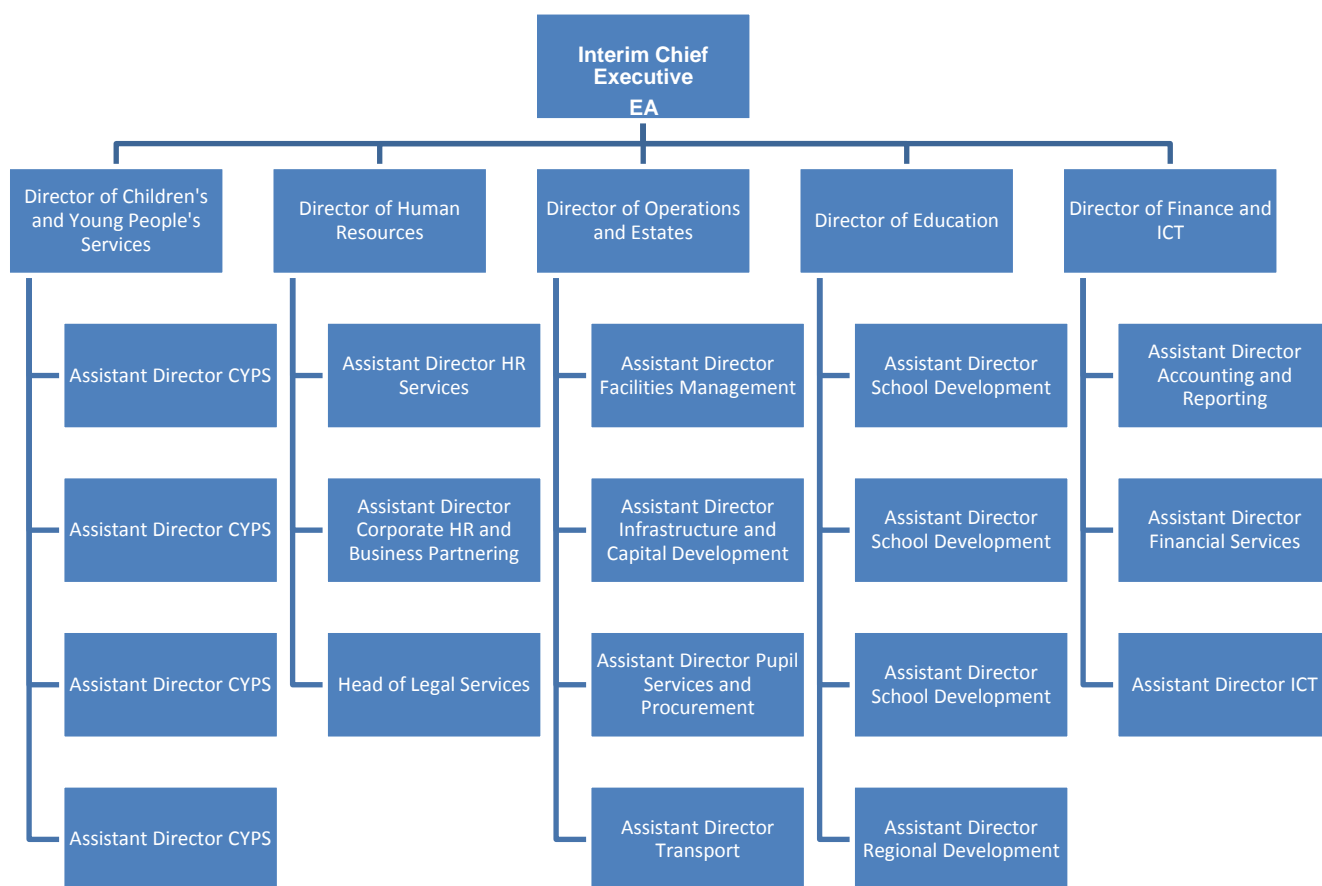 Interim Chief
Executive
EA
Director of Children's
and Young People's
Services
Director of Human
Resources
Director of Operations
and Estates
Director of Education
Director of Finance and
ICT
Assistant Director CYPS
Assistant Director HR
Services
Assistant Director
Facilities Management
Assistant Director
School Development
Assistant Director
Accounting and
Reporting
Assistant Director CYPS
Assistant Director
Corporate HR and
Business Partnering
Assistant Director
Infrastructure and
Capital Development
Assistant Director
School Development
Assistant Director
Financial Services
Assistant Director CYPS
Head of Legal Services
Assistant Director Pupil
Services and
Procurement
Assistant Director
School Development
Assistant Director ICT
Assistant Director CYPS
Assistant Director
Transport
Assistant Director
Regional Development